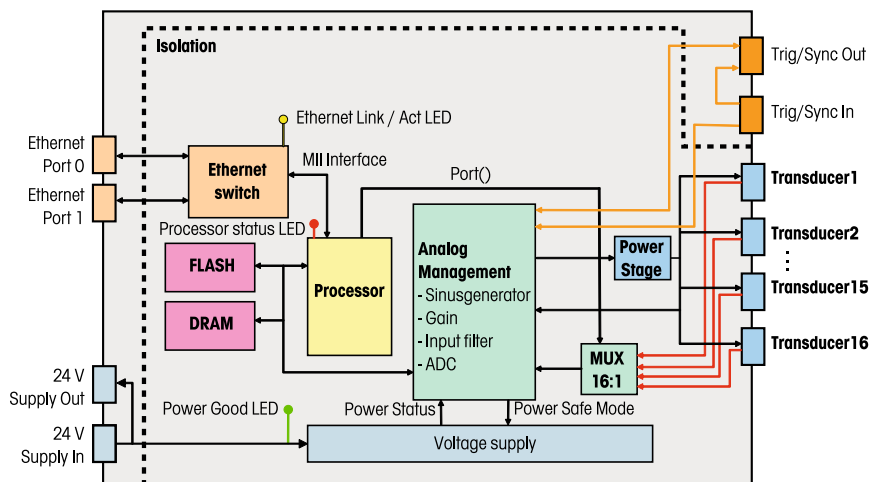 Isolation
Trig/Sync Out
Trig/Sync In
Ethernet Link / Act LED
Ethernet
Port 0
Ethernet
switch
MII Interface
Port()
Ethernet
Port 1
Transducer1
Processor status LED
Transducer2
FLASH
Processor
Analog
Management
- Sinusgenerator
- Gain
- Input filter
- ADC
Power
Stage
Transducer15
DRAM
Transducer16
MUX
16:1
24 V
Supply Out
Power Good LED
Power Status
Power Safe Mode
24 V
Supply In
Voltage supply